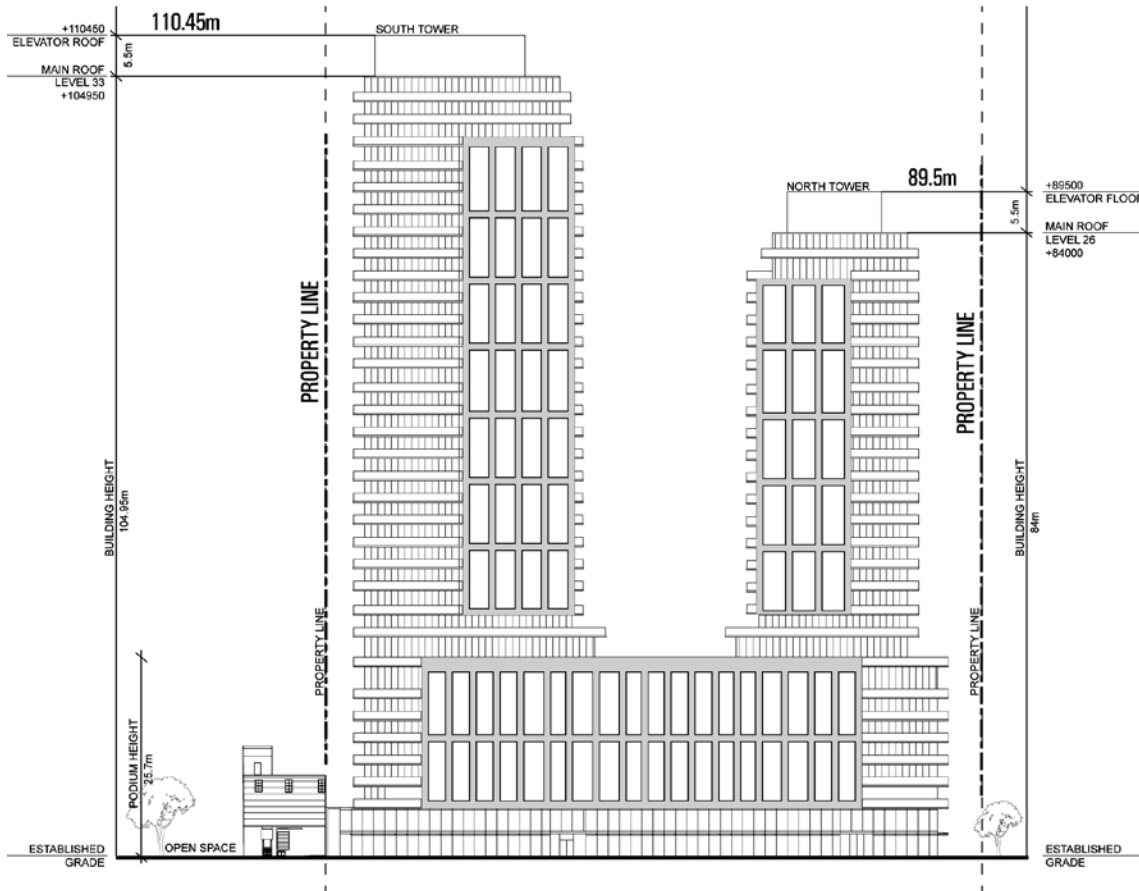 110.45m
+110450
ELEVATOR ROOF
SOUTH TOWER
5.5m
MAIN ROOF
LEVEL 33
+104950
NORTH TOWER
89.5m
+89500
ELEVATOR FLOOR
5.5m
MAIN ROOF
LEVEL 26
+84000
PROPERTY LINE
PROPERTY LINE
BUILDING HEIGHT
104.95m
BUILDING HEIGHT
84m
PROPERTY LINE
PROPERTY LINE
PODIUM HEIGHT
25.7m
ESTABLISHED
GRADE
OPEN SPACE
ESTABLISHED
GRADE